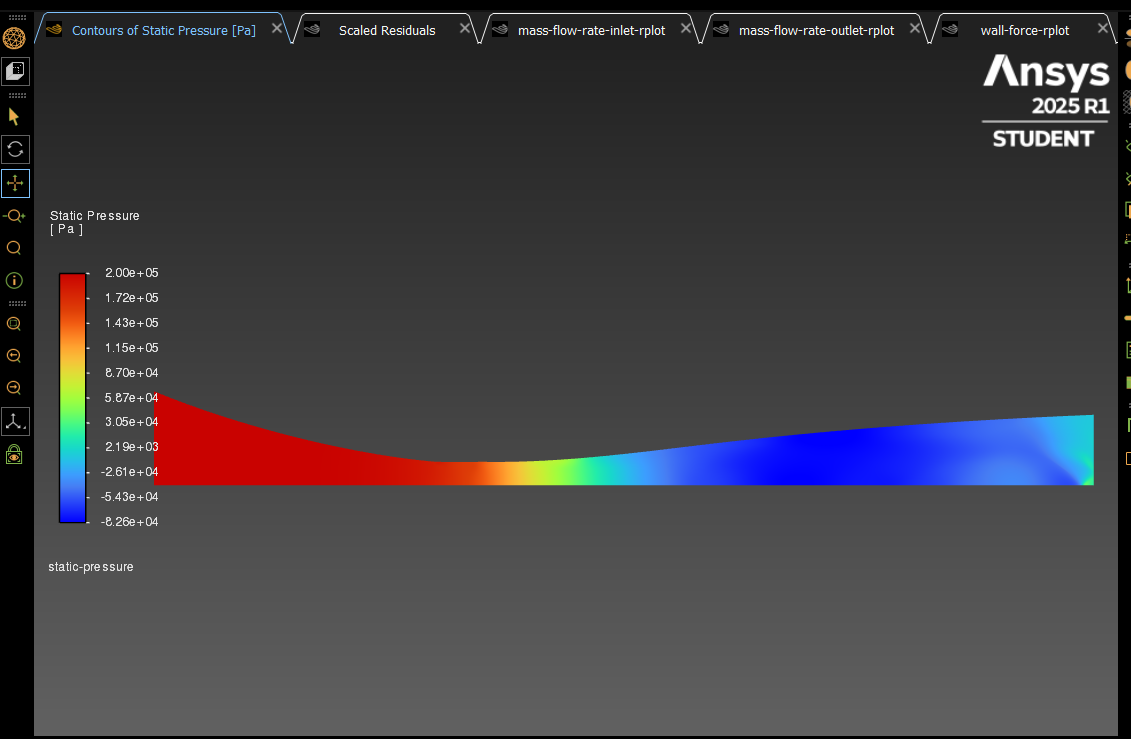 Contours of Static Pressure [Pa]
Scaled Residuals
mass-flow-rate-inlet-rplot
mass-flow-rate-outlet-rplot
wall-force-rplot
Ansys
2025 R1
STUDENT
Static Pressure
[ Pa ]
2.00e+05
1.72e+05
1.43e+05
1.15e+05
8.70e+04
5.87e+04
3.05e+04
2.19e+03
-2.61e+04
-5.43e+04
-8.26e+04
static-pressure